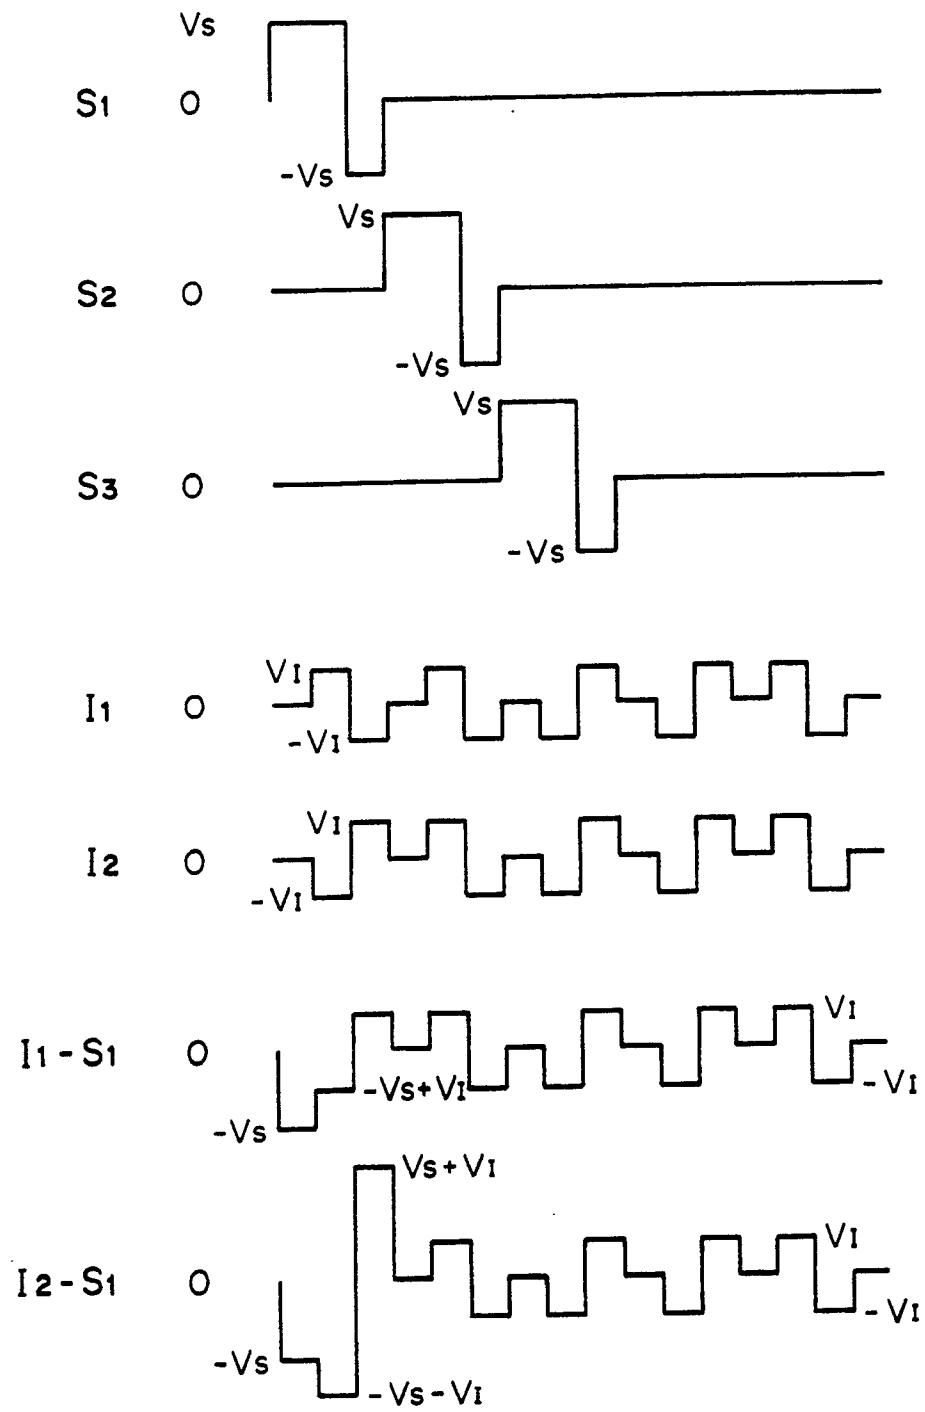 Vs
S1 0
-Vs
Vs
S2 0
-Vs
Vs
S3 0
-Vs
VI
I1 0
-VI
VI
I2 0
-VI
VI
I1-S1 0
-Vs+VI
-VI
-Vs
Vs+VI
VI
I2-S1 0
-VI
-Vs
-Vs-VI